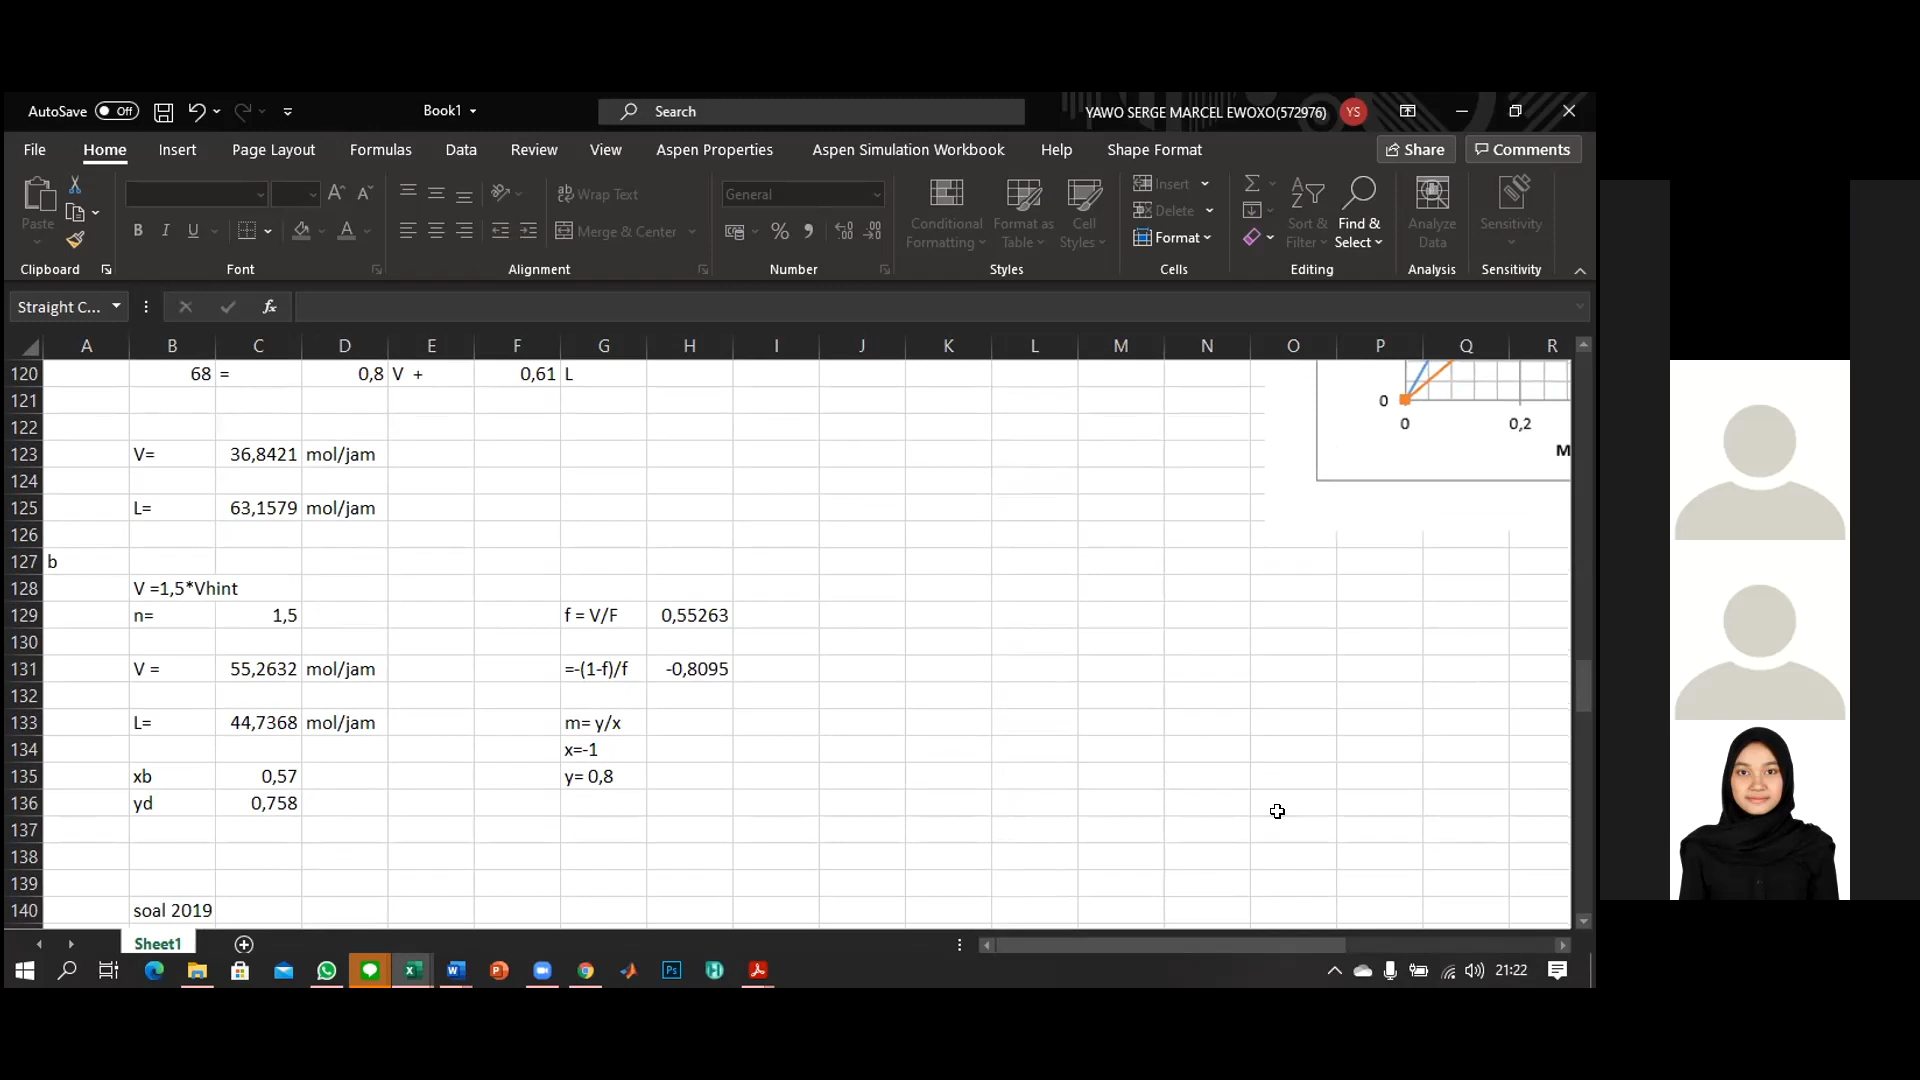 AutoSave Off Book1 Search YAWO SERGE MARCEL EWOXO(572976) YS
File Home Insert Page Layout Formulas Data Review View Aspen Properties Aspen Simulation Workbook Help Shape Format Share Comments
Paste Wrap Text General Conditional Formatting Format as Table Cell Styles Insert Sort & Filter Find & Select Analyze Data Sensitivity
B I U Merge & Center % Delete
Format
Clipboard Font Alignment Number Styles Cells Editing Analysis Sensitivity
Straight C... fx
A B C D E F G H I J K L M N O P Q R
120 68 = 0,8 V + 0,61 L
121 0
122 0 0,2
123 V= 36,8421 mol/jam M
124
125 L= 63,1579 mol/jam
126
127 b
128 V =1,5*Vhint
129 n= 1,5 f = V/F 0,55263
130
131 V = 55,2632 mol/jam =-(1-f)/f -0,8095
132
133 L= 44,7368 mol/jam m= y/x
134 x=-1
135 xb 0,57 y= 0,8
136 yd 0,758
137
138
139
140 soal 2019
Sheet1
21:22